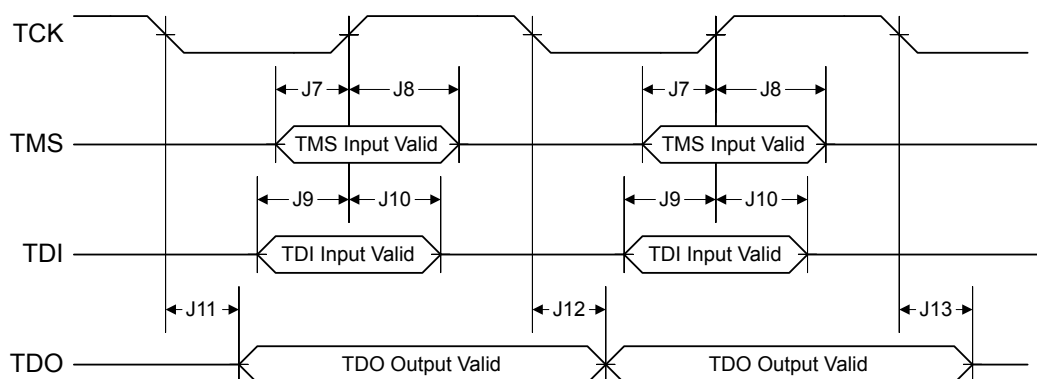 TCK
J7 J8 J7 J8
TMS TMS Input Valid TMS Input Valid
J9 J10 J9 J10
TDI TDI Input Valid TDI Input Valid
J11 J12 J13
TDO TDO Output Valid TDO Output Valid